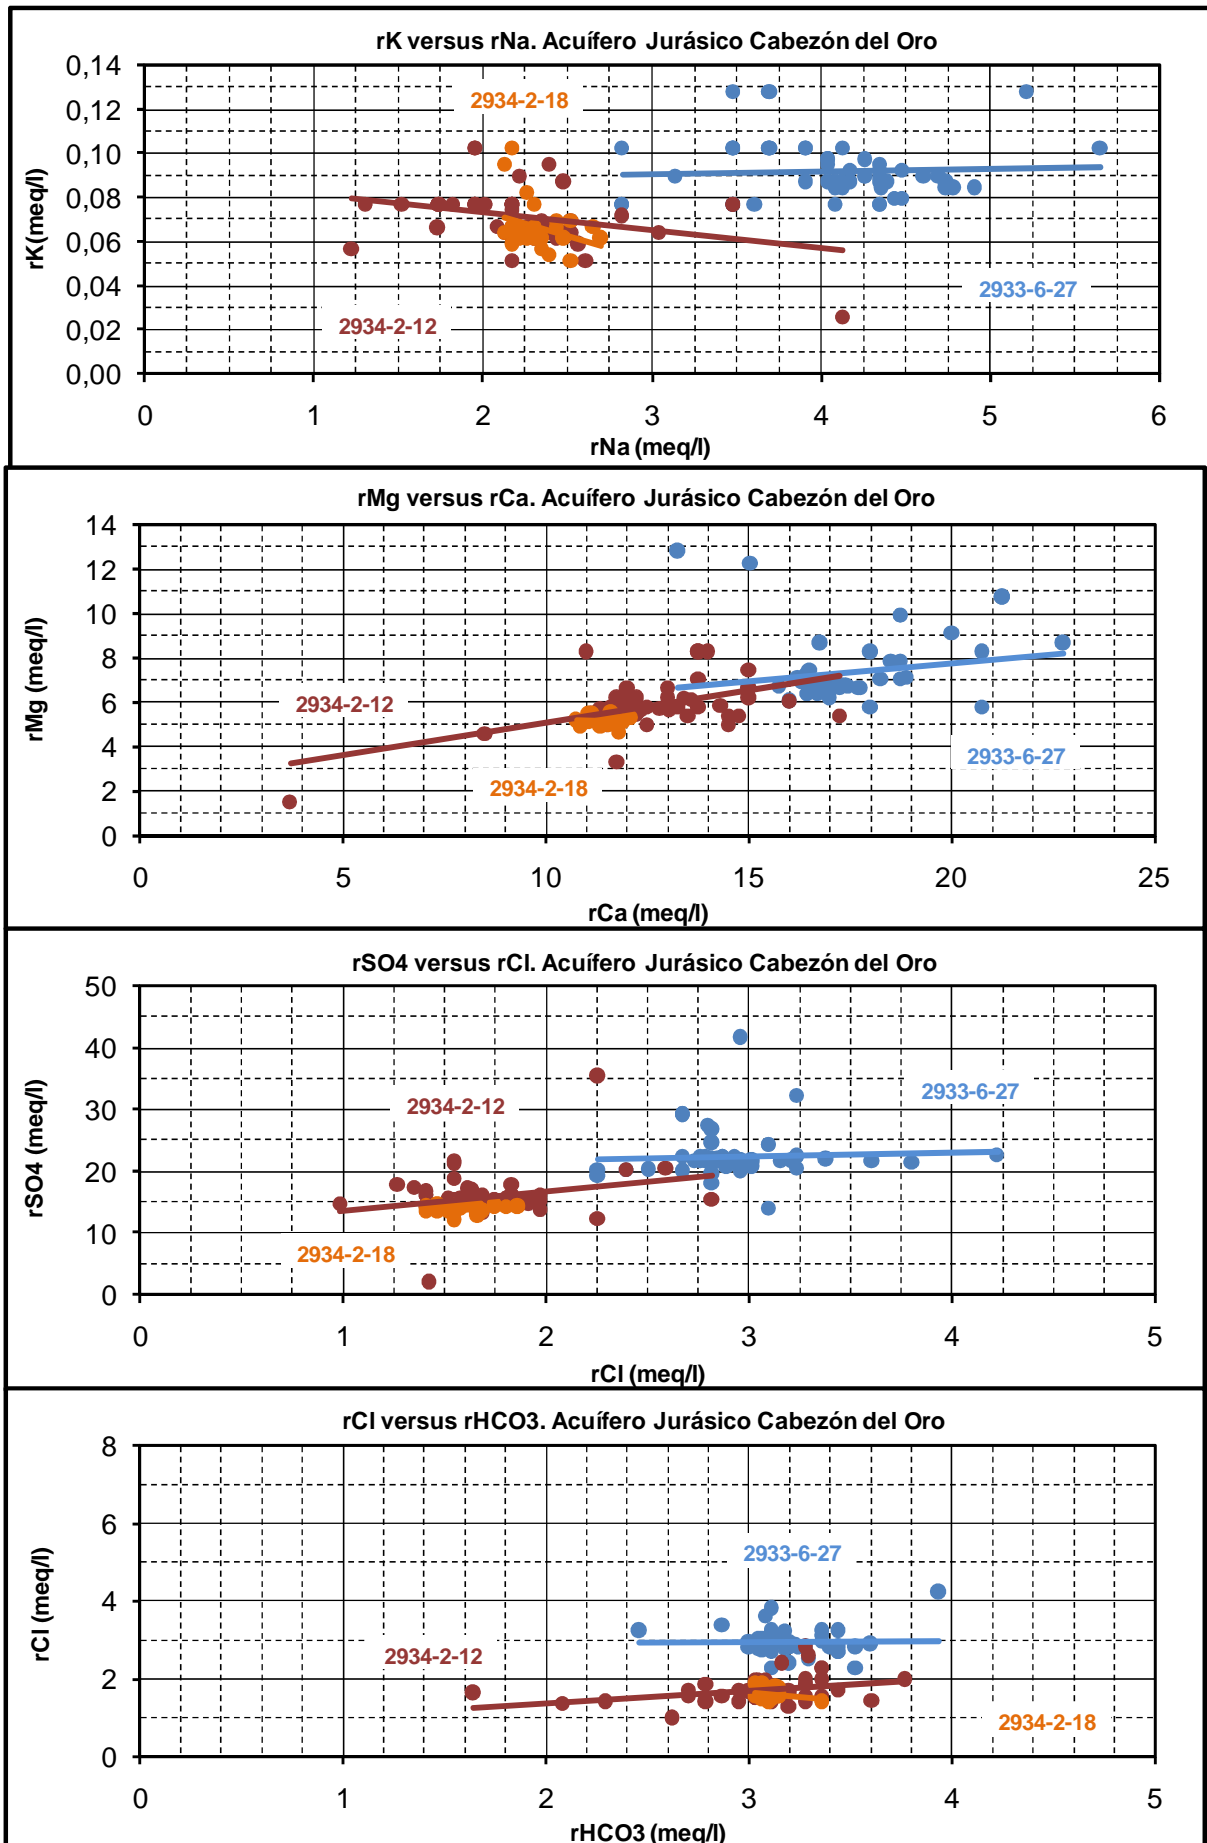 rK versus rNa. Acuífero Jurásico Cabezón del Oro
0,14
0,12
0,10
0,08
0,06
0,04
0,02
0,00
rK(meq/l)
2934-2-18
2933-6-27
2934-2-12
0 1 2 3 4 5 6
rNa (meq/l)
rMg versus rCa. Acuífero Jurásico Cabezón del Oro
14
12
10
8
6
4
2
0
rMg (meq/l)
2934-2-12
2933-6-27
2934-2-18
0 5 10 15 20 25
rCa (meq/l)
rSO4 versus rCl. Acuífero Jurásico Cabezón del Oro
50
40
30
20
10
0
rSO4 (meq/l)
2933-6-27
2934-2-12
2934-2-18
0 1 2 3 4 5
rCl (meq/l)
rCl versus rHCO3. Acuífero Jurásico Cabezón del Oro
8
6
4
2
0
rCl (meq/l)
2933-6-27
2934-2-12
2934-2-18
0 1 2 3 4 5
rHCO3 (meq/l)